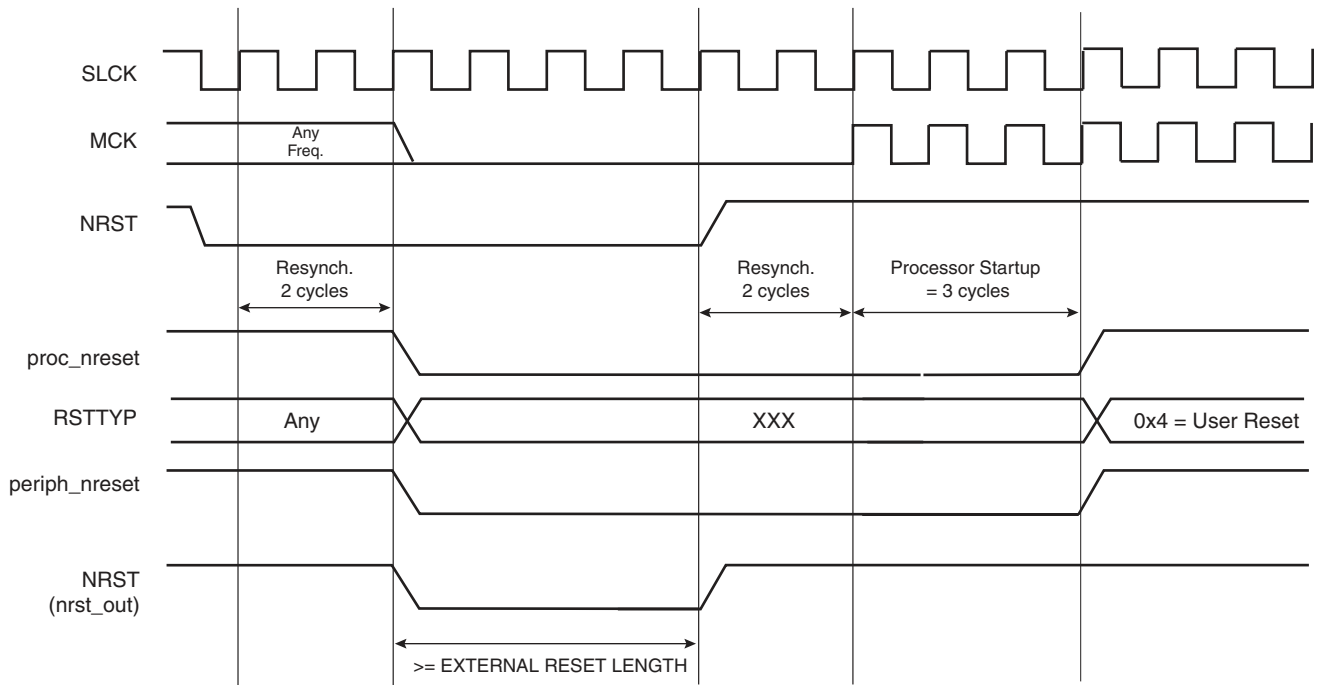 SLCK
MCK
Any
Freq.
NRST
Resynch.
2 cycles
Resynch.
2 cycles
Processor Startup
= 3 cycles
proc_nreset
RSTTYP
Any
XXX
0x4 = User Reset
periph_nreset
NRST
(nrst_out)
>= EXTERNAL RESET LENGTH